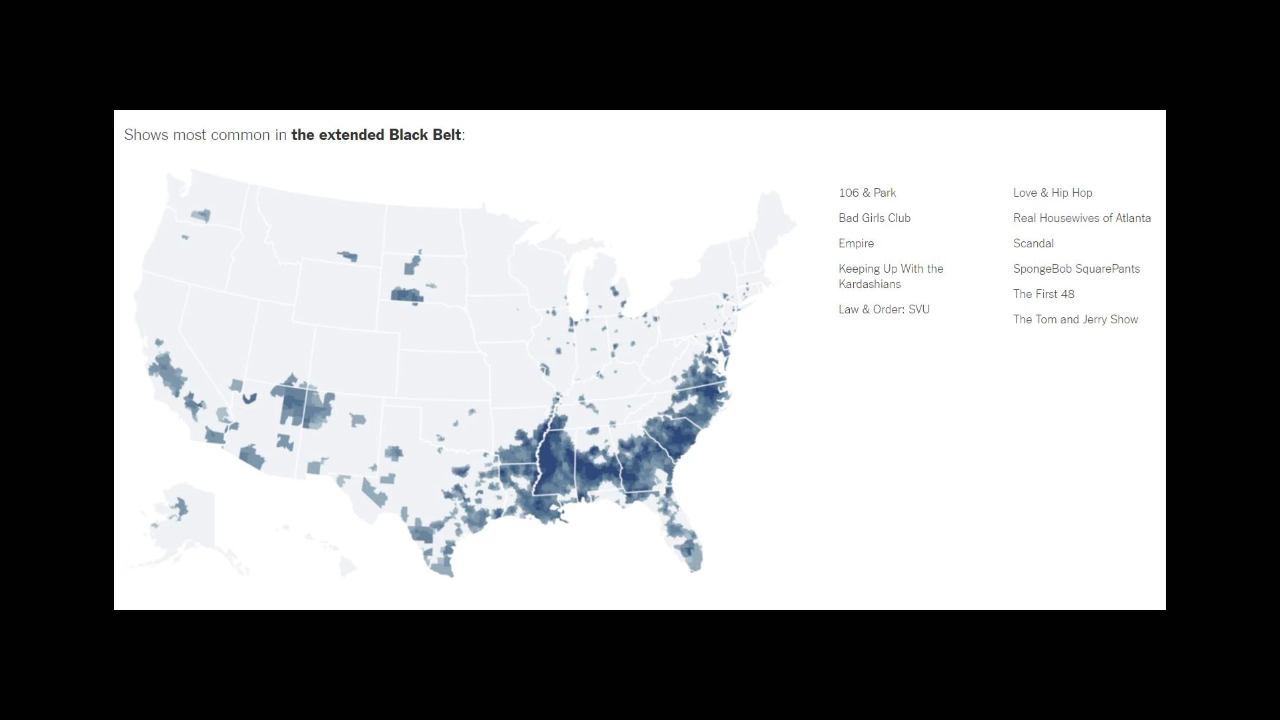 Shows most common in the extended Black Belt:
106 & Park
Bad Girls Club
Empire
Keeping Up With the
Kardashians
Law & Order: SVU
Love & Hip Hop
Real Housewives of Atlanta
Scandal
SpongeBob SquarePants
The First 48
The Tom and Jerry Show